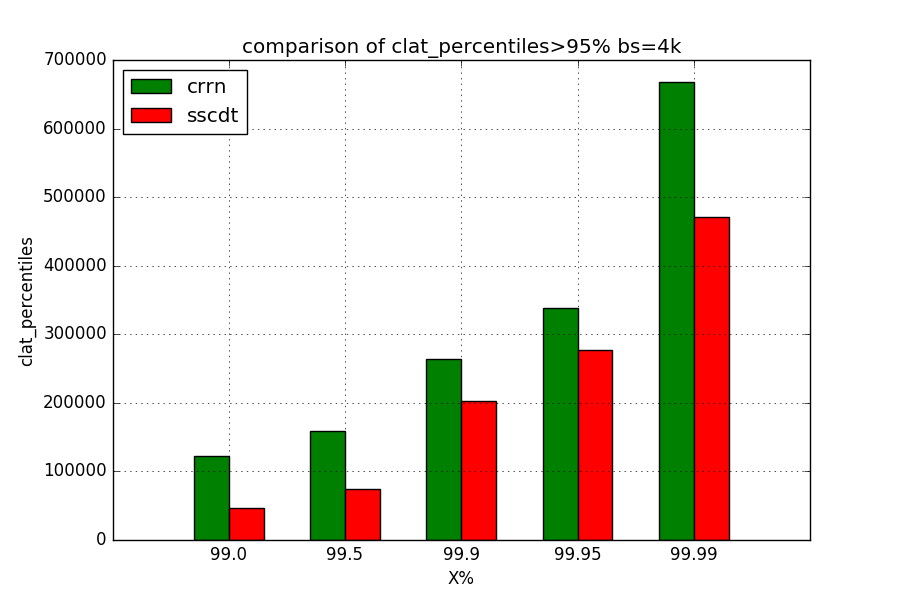 comparison of clat_percentiles>95% bs=4k
700000
600000
500000
400000
300000
200000
100000
0
clat_percentiles
crrn
sscdt
99.0 99.5 99.9 99.95 99.99
X%